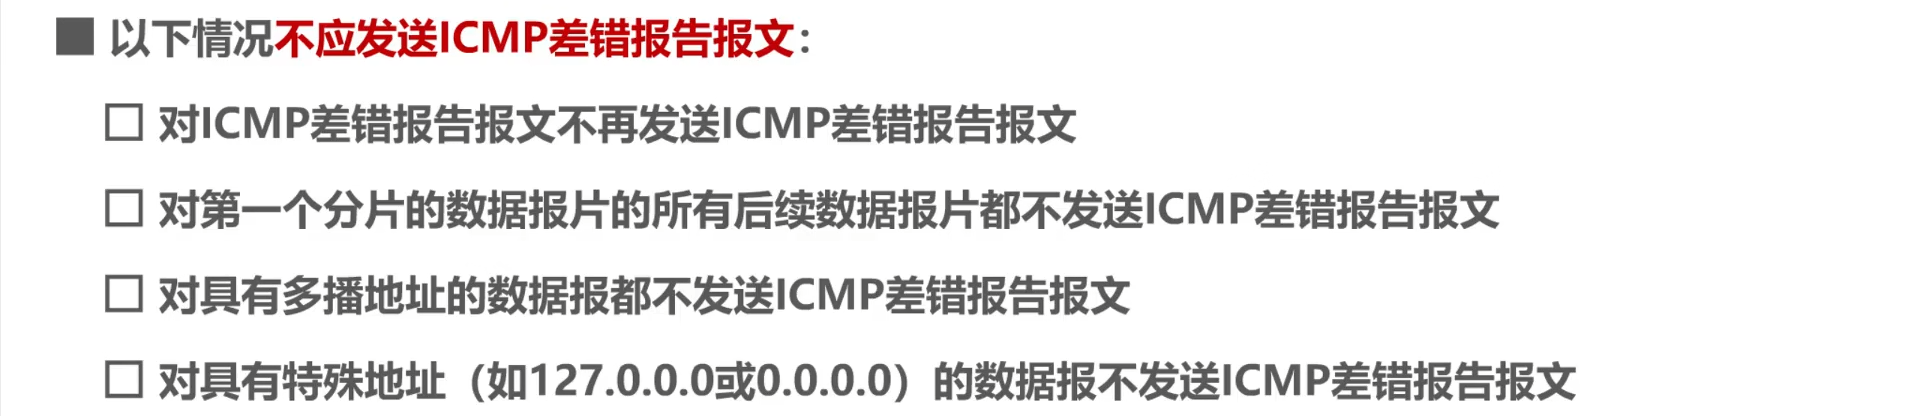 ■ 以下情况不应发送ICMP差错报告报文：
□ 对ICMP差错报告报文不再发送ICMP差错报告报文
□ 对第一个分片的数据报片的所有后续数据报片都不发送ICMP差错报告报文
□ 对具有多播地址的数据报都不发送ICMP差错报告报文
□ 对具有特殊地址（如127.0.0.0或0.0.0.0）的数据报不发送ICMP差错报告报文